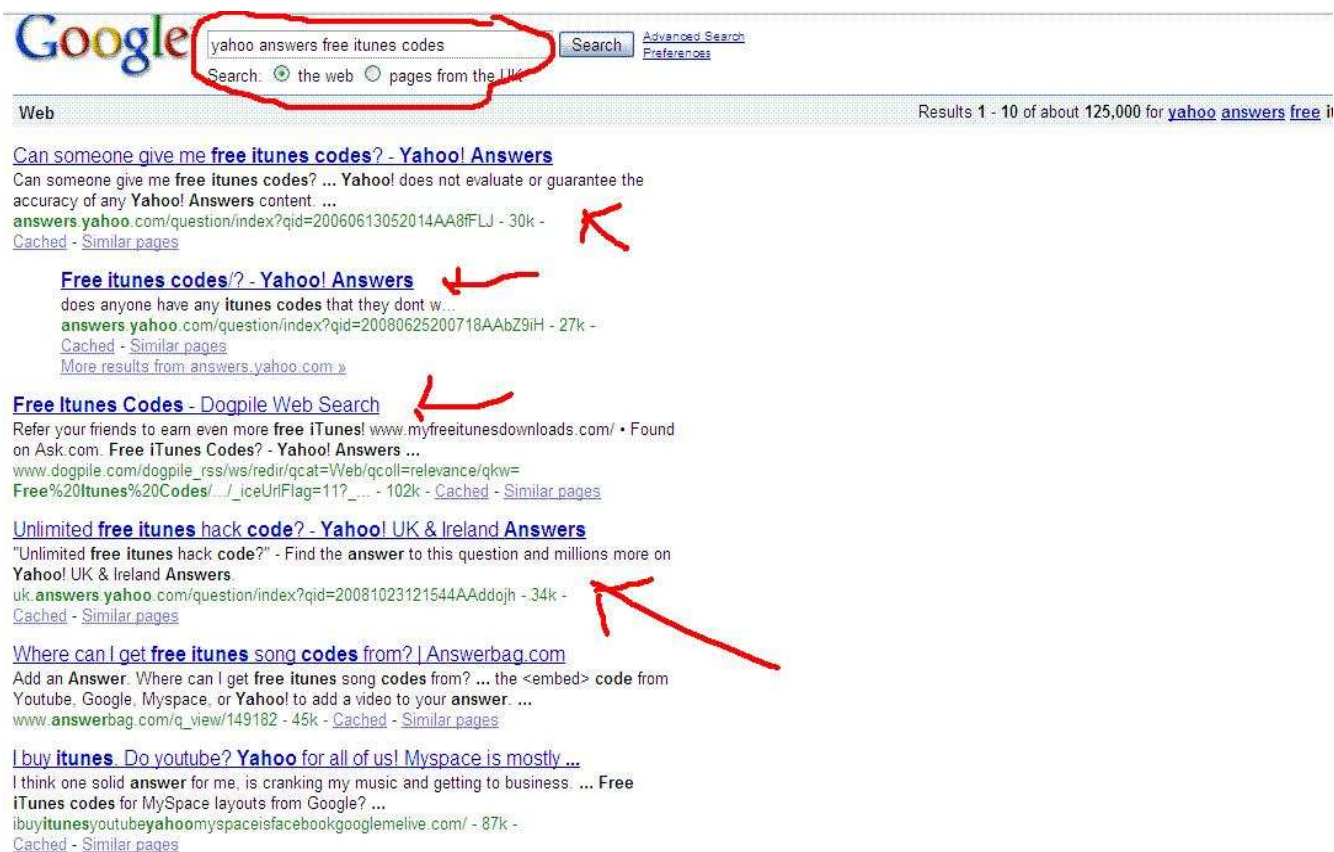 Google
yahoo answers free itunes codes
Search
Advanced Search
Preferences
Search: the web pages from the UK
Web
Results 1 - 10 of about 125,000 for yahoo answers free
Can someone give me free itunes codes? - Yahoo! Answers
Can someone give me free itunes codes? ... Yahoo! does not evaluate or guarantee the
accuracy of any Yahoo! Answers content. ...
answers.yahoo.com/question/index?qid=20060613052014AA8fFLJ - 30k -
Cached - Similar pages
Free itunes codes/? - Yahoo! Answers
does anyone have any itunes codes that they dont w...
answers.yahoo.com/question/index?qid=20080625200718AAbZ9iH - 27k -
Cached - Similar pages
More results from answers.yahoo.com »
Free Itunes Codes - Dogpile Web Search
Refer your friends to earn even more free iTunes! www.myfreeitunesdownloads.com/ • Found
on Ask.com. Free iTunes Codes? - Yahoo! Answers ...
www.dogpile.com/dogpile_rss/ws/redir/qcat=Web/qcoll=relevance/qkw=
Free%20Itunes%20Codes/.../_iceUrlFlag=11?_... - 102k - Cached - Similar pages
Unlimited free itunes hack code? - Yahoo! UK & Ireland Answers
"Unlimited free itunes hack code?" - Find the answer to this question and millions more on
Yahoo! UK & Ireland Answers.
uk.answers.yahoo.com/question/index?qid=20081023121544AAddojh - 34k -
Cached - Similar pages
Where can I get free itunes song codes from? | Answerbag.com
Add an Answer. Where can I get free itunes song codes from? ... the <embed> code from
Youtube, Google, Myspace, or Yahoo! to add a video to your answer. ...
www.answerbag.com/q_view/149182 - 45k - Cached - Similar pages
I buy itunes. Do youtube? Yahoo for all of us! Myspace is mostly ...
I think one solid answer for me, is cranking my music and getting to business. ... Free
iTunes codes for MySpace layouts from Google? ...
ibuyitunesyoutubeyahoomyspaceisfacebookgooglemelive.com/ - 87k -
Cached - Similar pages